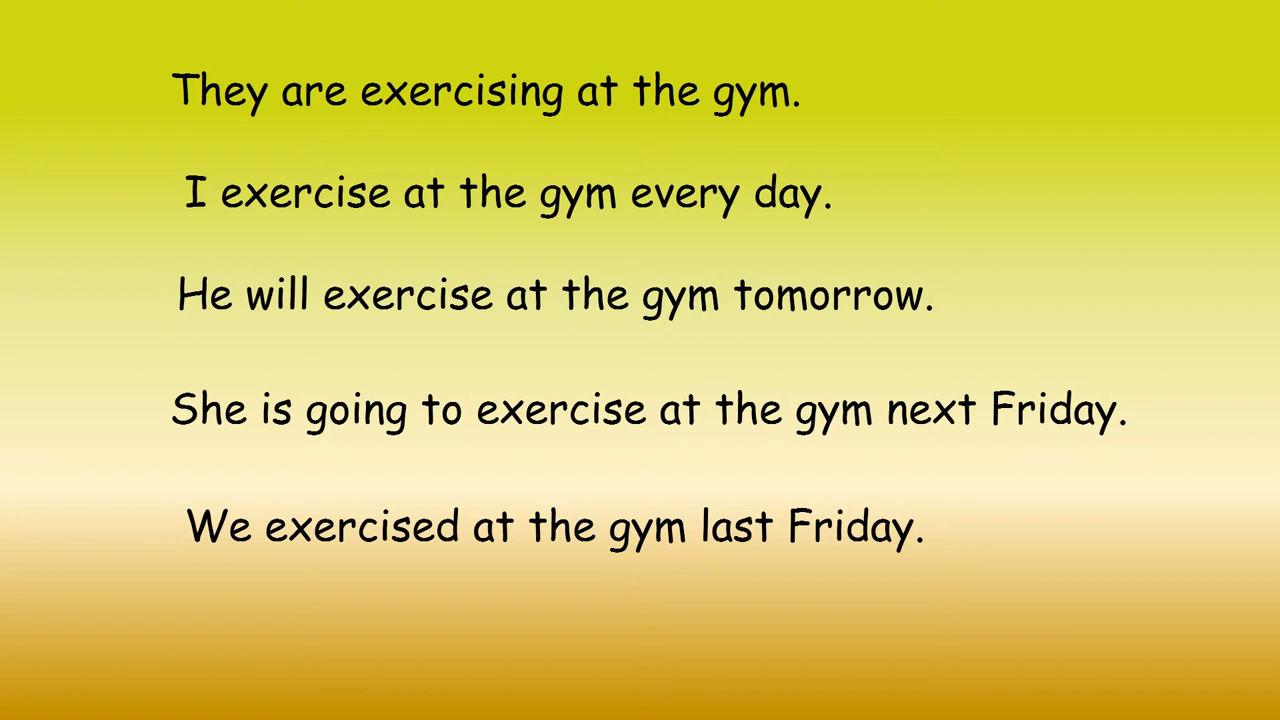 They are exercising at the gym.
I exercise at the gym every day.
He will exercise at the gym tomorrow.
She is going to exercise at the gym next Friday.
We exercised at the gym last Friday.